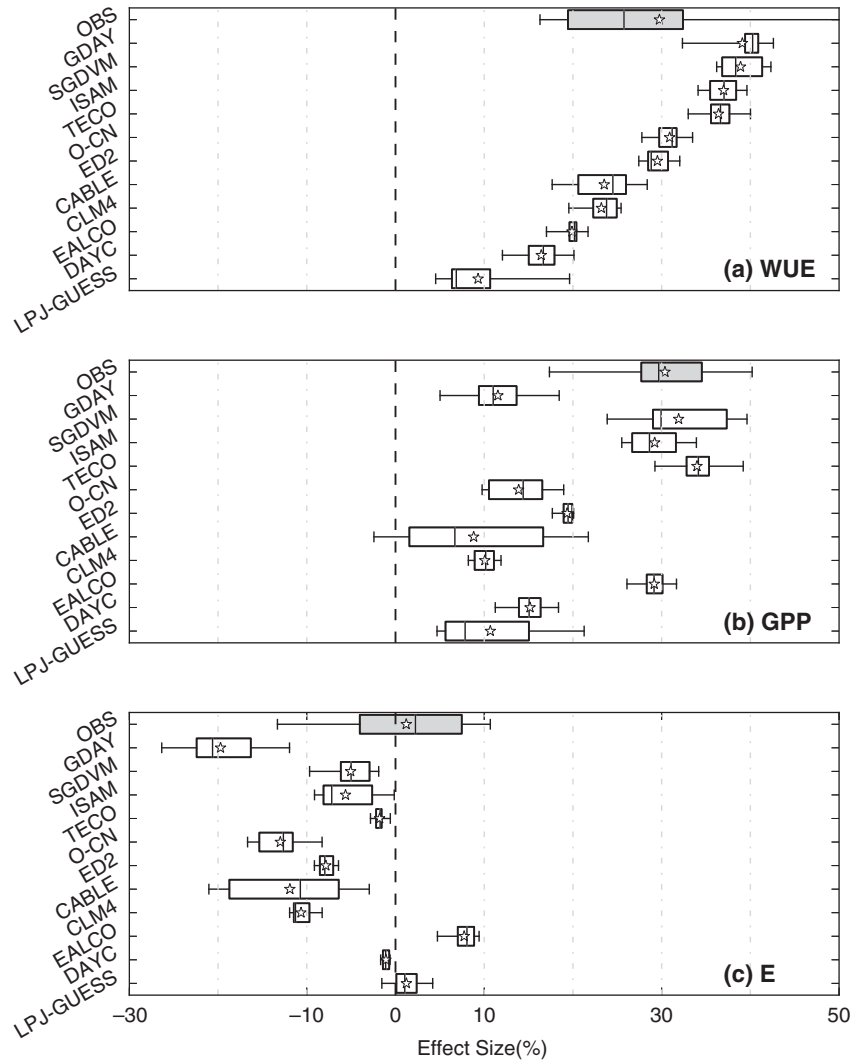 OBS
GDAY
SGDVM
ISAM
TECO
O-CN
ED2
CABLE
CLM4
EALCO
DAYC
LPJ-GUESS
(a) WUE
OBS
GDAY
SGDVM
ISAM
TECO
O-CN
ED2
CABLE
CLM4
EALCO
DAYC
LPJ-GUESS
(b) GPP
OBS
GDAY
SGDVM
ISAM
TECO
O-CN
ED2
CABLE
CLM4
EALCO
DAYC
LPJ-GUESS
(c) E
−30 −10 0 10 30 50
Effect Size(%)